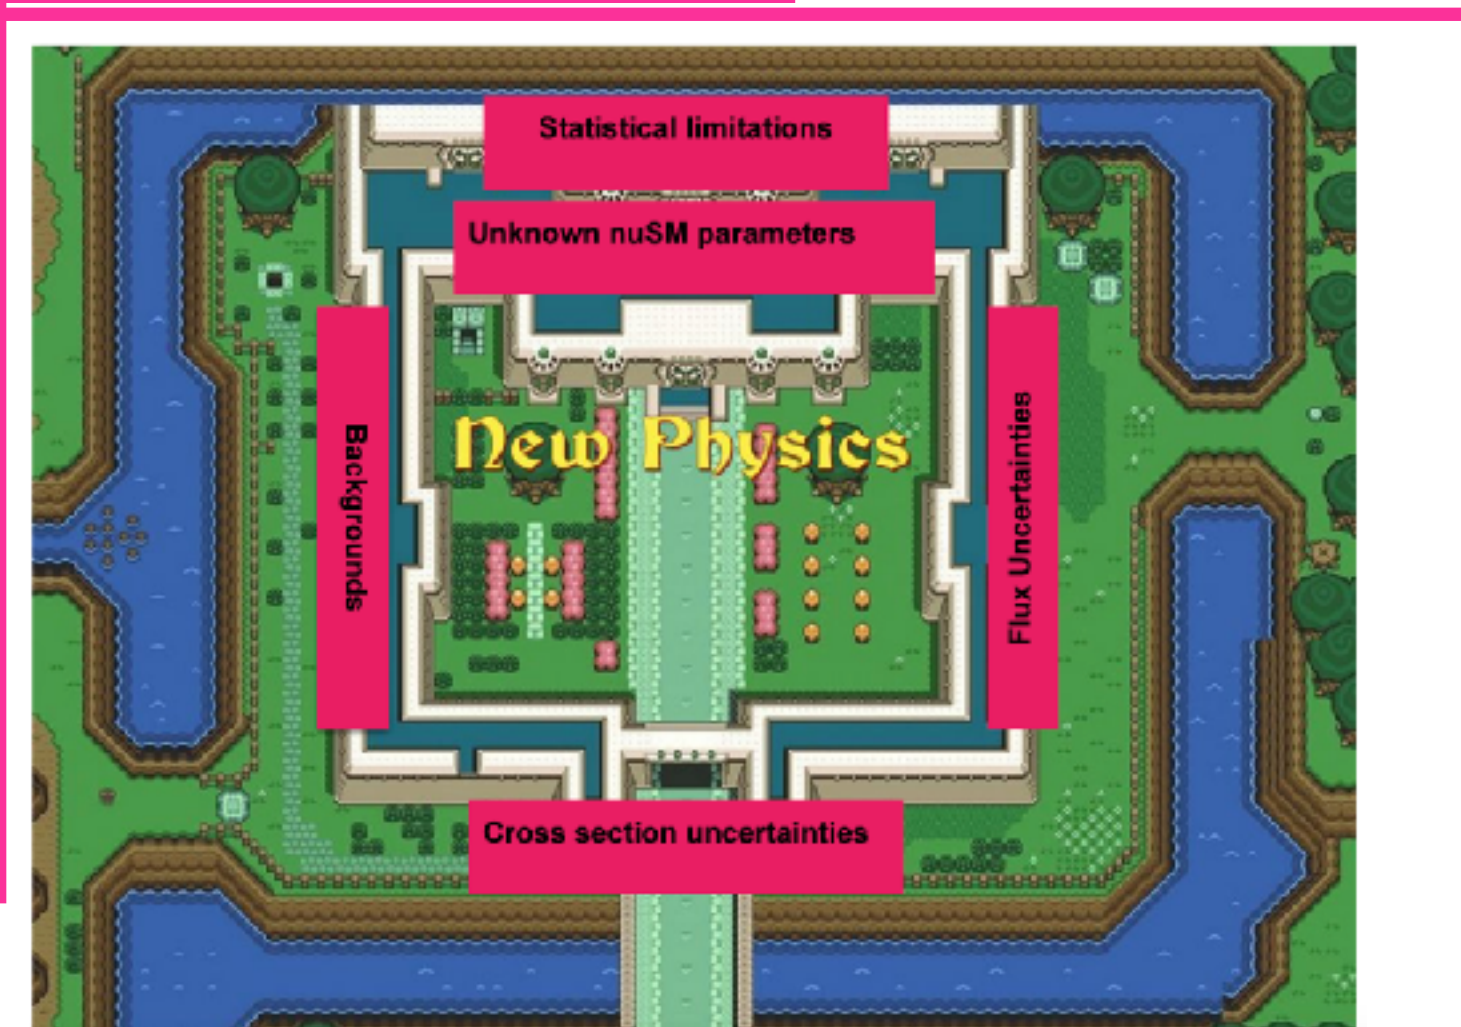 Statistical limitations
Unknown nuSM parameters
Backgrounds
New Physics
Flux Uncertainties
Cross section uncertainties